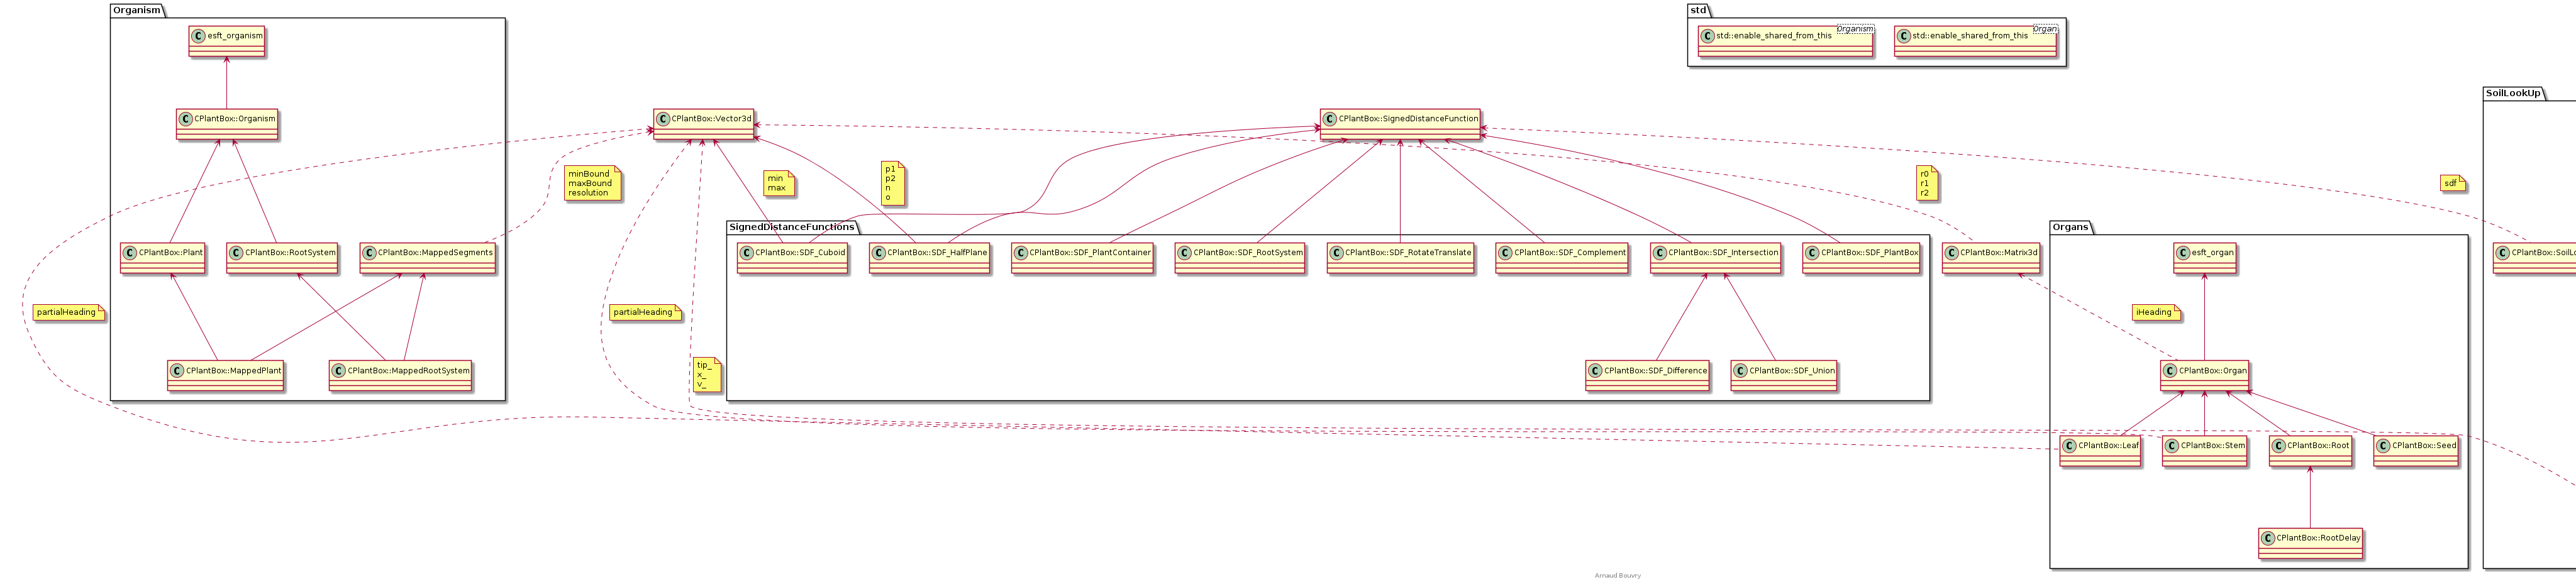 Organism
esft_organism
CPlantBox::Organism
CPlantBox::Plant
CPlantBox::RootSystem
CPlantBox::MappedSegments
CPlantBox::MappedPlant
CPlantBox::MappedRootSystem
partialHeading
minBound
maxBound
resolution
CPlantBox::Vector3d
min
max
p1
p2
n
o
partialHeading
tip_
x_
v_
CPlantBox::SignedDistanceFunction
SignedDistanceFunctions
CPlantBox::SDF_Cuboid
CPlantBox::SDF_HalfPlane
CPlantBox::SDF_PlantContainer
CPlantBox::SDF_RootSystem
CPlantBox::SDF_RotateTranslate
CPlantBox::SDF_Complement
CPlantBox::SDF_Intersection
CPlantBox::SDF_PlantBox
CPlantBox::SDF_Difference
CPlantBox::SDF_Union
std
std::enable_shared_from_this
Organism
std::enable_shared_from_this
Organ
r0
r1
r2
CPlantBox::Matrix3d
Organs
esft_organ
iHeading
CPlantBox::Organ
CPlantBox::Leaf
CPlantBox::Stem
CPlantBox::Root
CPlantBox::Seed
CPlantBox::RootDelay
sdf
SoilLookUp
CPlantBox::SoilLo
Arnaud Bouvry